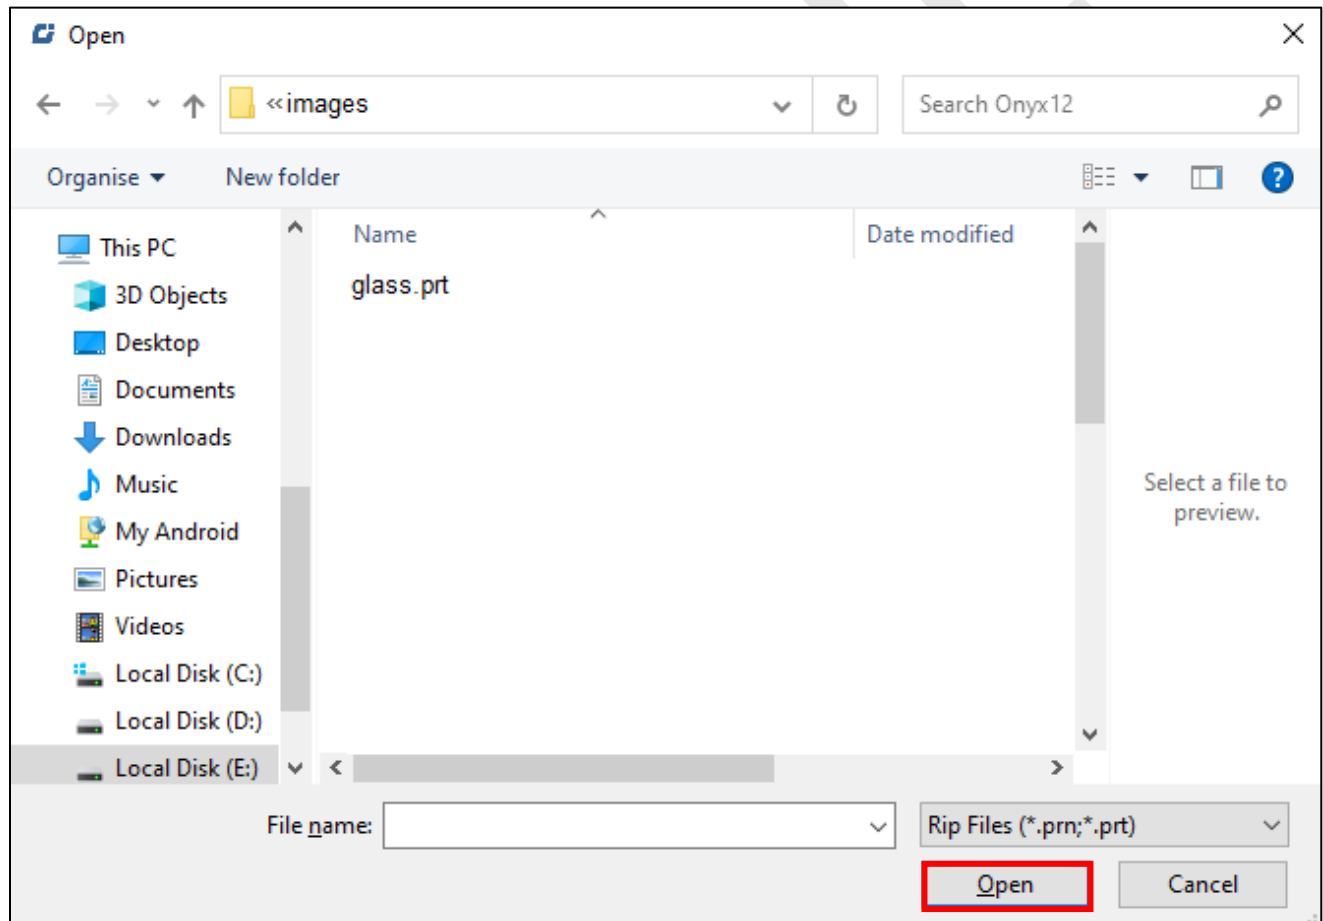 Open
«images
Search Onyx12
Organise
New folder
?
Name
Date modified
This PC
3D Objects
Desktop
Documents
Downloads
Music
My Android
Pictures
Videos
Local Disk (C:)
Local Disk (D:)
Local Disk (E:)
glass.prt
Select a file to
preview.
File name:
Rip Files (*.prn;*.prt)
Open
Cancel